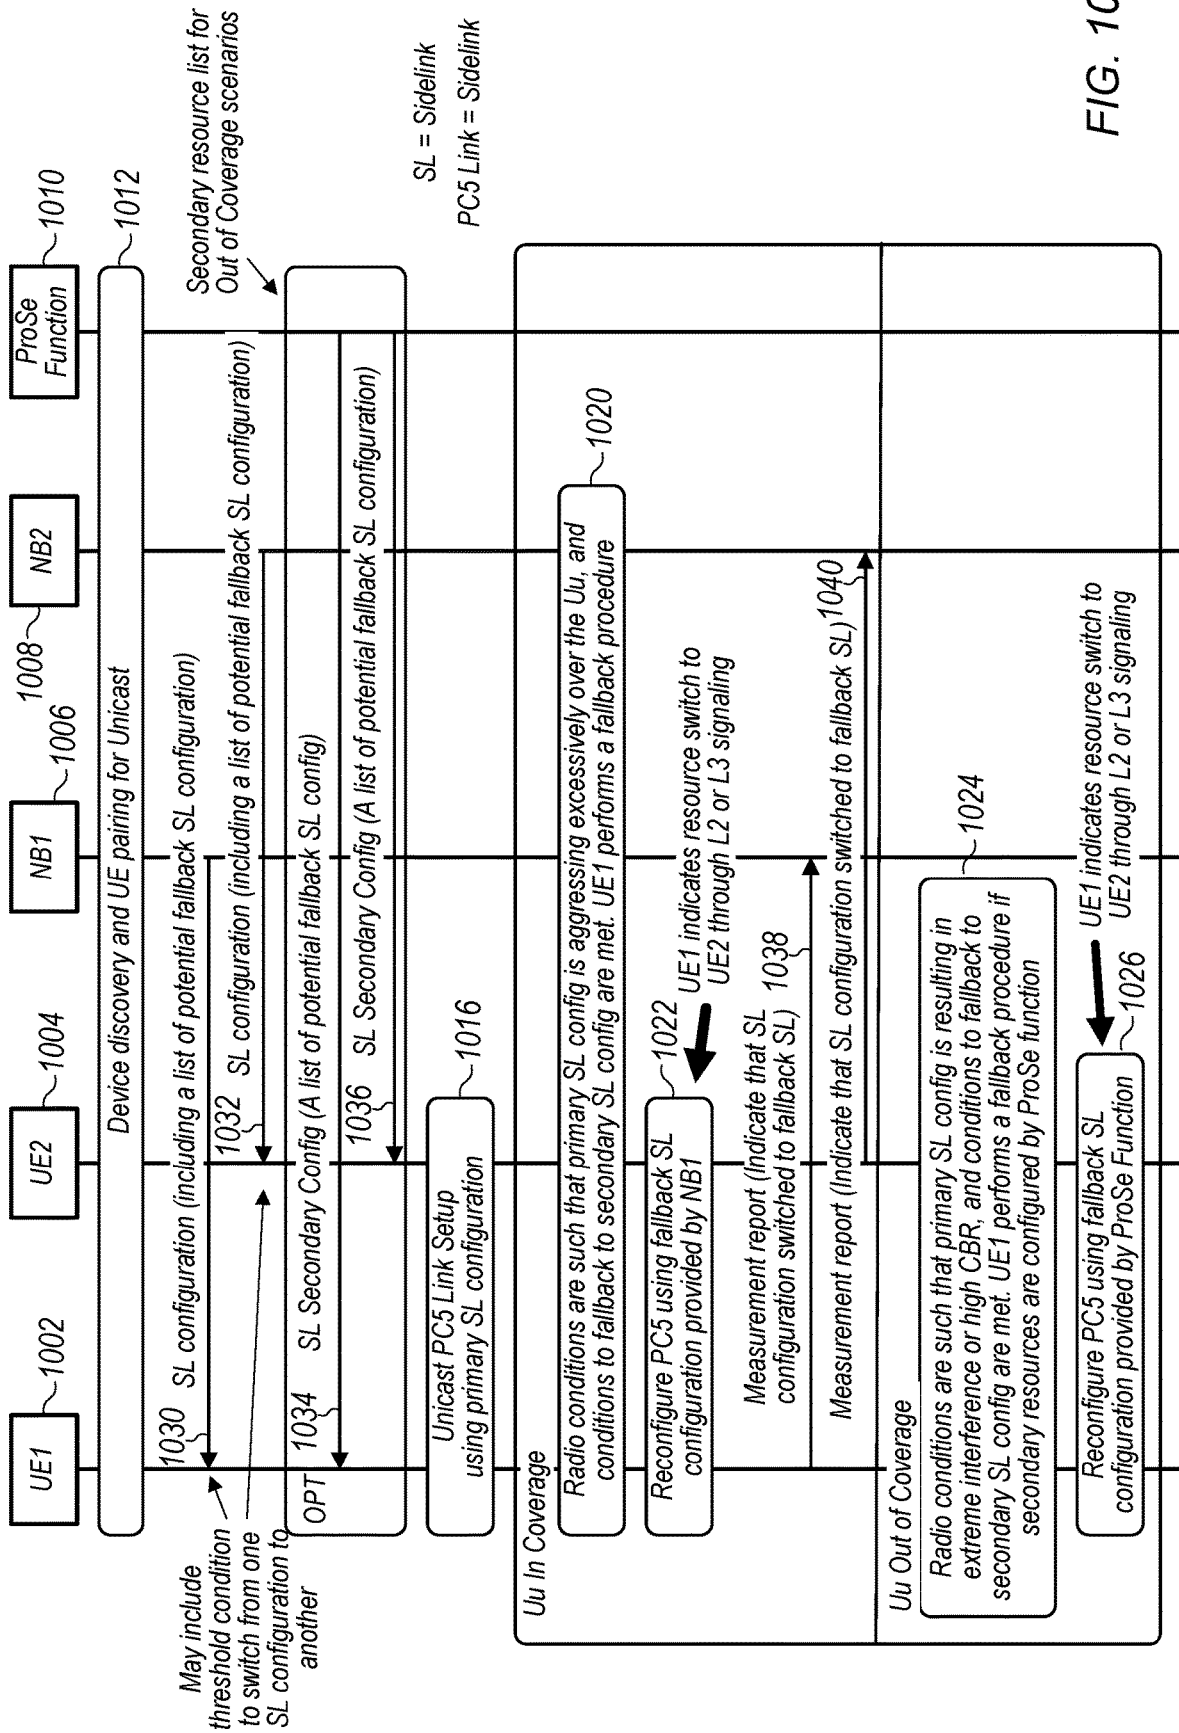 UE1
1002
UE2
1004
NB1
1006
NB2
1008
ProSe
Function
1010
Device discovery and UE pairing for Unicast
1012
1030
SL configuration (including a list of potential fallback SL configuration)
1032
SL configuration (including a list of potential fallback SL configuration)
May include
threshold condition
to switch from one
SL configuration to
another
Secondary resource list for
Out of Coverage scenarios
OPT
1034
SL Secondary Config (A list of potential fallback SL config)
1036
SL Secondary Config (A list of potential fallback SL configuration)
SL = Sidelink
PC5 Link = Sidelink
Unicast PC5 Link Setup
using primary SL configuration
1016
Uu In Coverage
Radio conditions are such that primary SL config is aggressing excessively over the Uu, and
conditions to fallback to secondary SL config are met. UE1 performs a fallback procedure
1020
Reconfigure PC5 using fallback SL
configuration provided by NB1
1022
UE1 indicates resource switch to
UE2 through L2 or L3 signaling
Measurement report (Indicate that SL
configuration switched to fallback SL)
1038
Measurement report (Indicate that SL configuration switched to fallback SL)
1040
Uu Out of Coverage
Radio conditions are such that primary SL config is resulting in
extreme interference or high CBR, and conditions to fallback to
secondary SL config are met. UE1 performs a fallback procedure if
secondary resources are configured by ProSe function
1024
Reconfigure PC5 using fallback SL
configuration provided by ProSe Function
1026
UE1 indicates resource switch to
UE2 through L2 or L3 signaling
FIG. 10